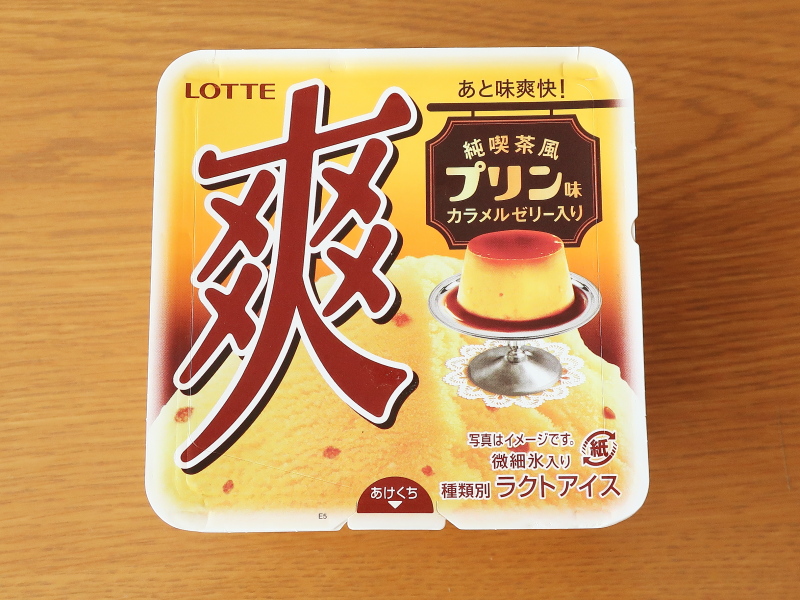 LOTTE
爽
あと味爽快!
純喫茶風
プリン味
カラメルゼリー入り
写真はイメージです。
微細氷入り
紙
種類別 ラクトアイス
あけくち
E5